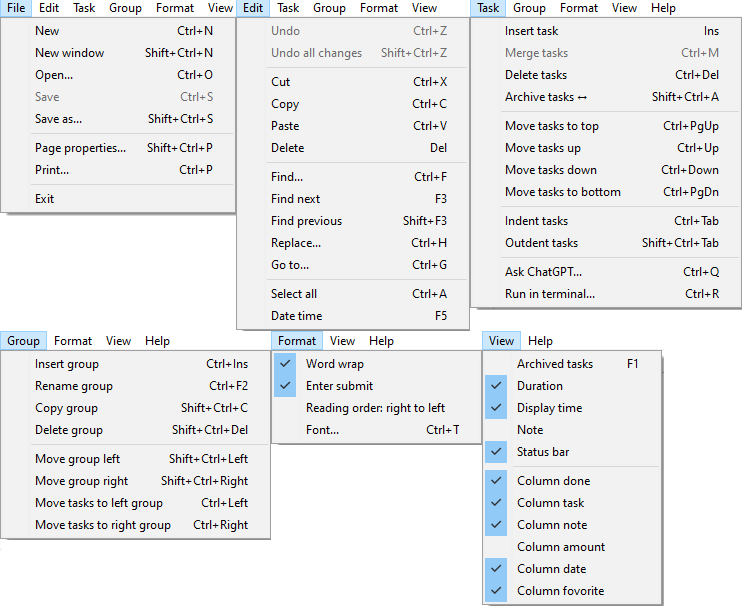 File Edit Task Group Format View
New Ctrl+N
New window Shift+Ctrl+N
Open... Ctrl+O
Save Ctrl+S
Save as... Shift+Ctrl+S
Page properties... Shift+Ctrl+P
Print... Ctrl+P
Exit
Edit Task Group Format View
Undo Ctrl+Z
Undo all changes Shift+Ctrl+Z
Cut Ctrl+X
Copy Ctrl+C
Paste Ctrl+V
Delete Del
Find... Ctrl+F
Find next F3
Find previous Shift+F3
Replace... Ctrl+H
Go to... Ctrl+G
Select all Ctrl+A
Date time F5
Task Group Format View Help
Insert task Ins
Merge tasks Ctrl+M
Delete tasks Ctrl+Del
Archive tasks ↔ Shift+Ctrl+A
Move tasks to top Ctrl+PgUp
Move tasks up Ctrl+Up
Move tasks down Ctrl+Down
Move tasks to bottom Ctrl+PgDn
Indent tasks Ctrl+Tab
Outdent tasks Shift+Ctrl+Tab
Ask ChatGPT... Ctrl+Q
Run in terminal... Ctrl+R
Group Format View Help
Insert group Ctrl+Ins
Rename group Ctrl+F2
Copy group Shift+Ctrl+C
Delete group Shift+Ctrl+Del
Move group left Shift+Ctrl+Left
Move group right Shift+Ctrl+Right
Move tasks to left group Ctrl+Left
Move tasks to right group Ctrl+Right
Format View Help
Word wrap
Enter submit
Reading order: right to left
Font... Ctrl+T
View Help
Archived tasks F1
Duration
Display time
Note
Status bar
Column done
Column task
Column note
Column amount
Column date
Column fovorite